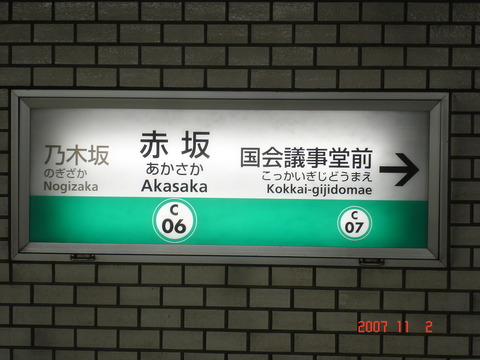 乃木坂
のぎざか
Nogizaka
赤坂
あかさか
Akasaka
C
06
国会議事堂前
こっかいぎじどうまえ
Kokkai-gijidomae
→
C
07
2007 11 2